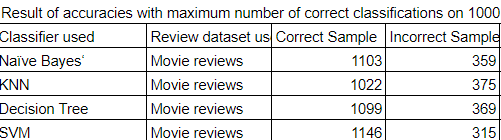 Result of accuracies with maximum number of correct classifications on 1000
Classifier used Review dataset us Correct Sample Incorrect Sample
Naïve Bayes‘ Movie reviews 1103 359
KNN Movie reviews 1022 375
Decision Tree Movie reviews 1099 369
SVM Movie reviews 1146 315